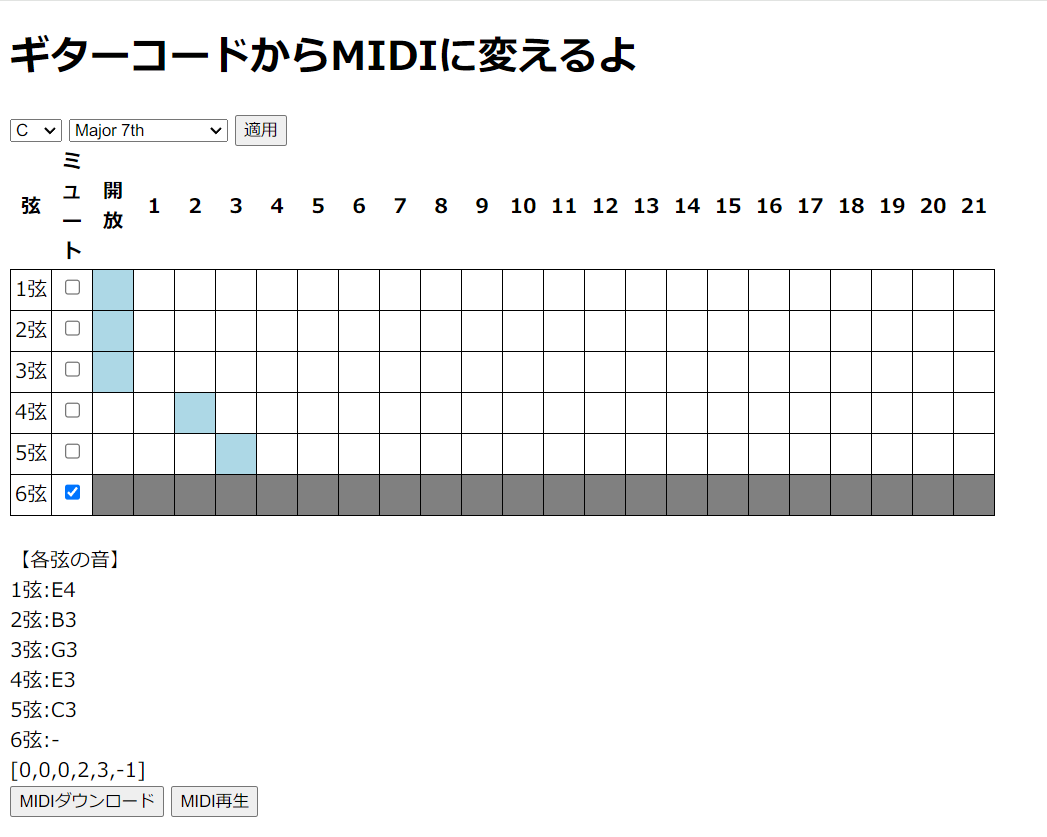 ギターコードからMIDIに変えるよ
C Major 7th 適用
弦 ミュート 開放 1 2 3 4 5 6 7 8 9 10 11 12 13 14 15 16 17 18 19 20 21
1弦
2弦
3弦
4弦
5弦
6弦
【各弦の音】
1弦:E4
2弦:B3
3弦:G3
4弦:E3
5弦:C3
6弦:-
[0,0,0,2,3,-1]
MIDIダウンロード MIDI再生